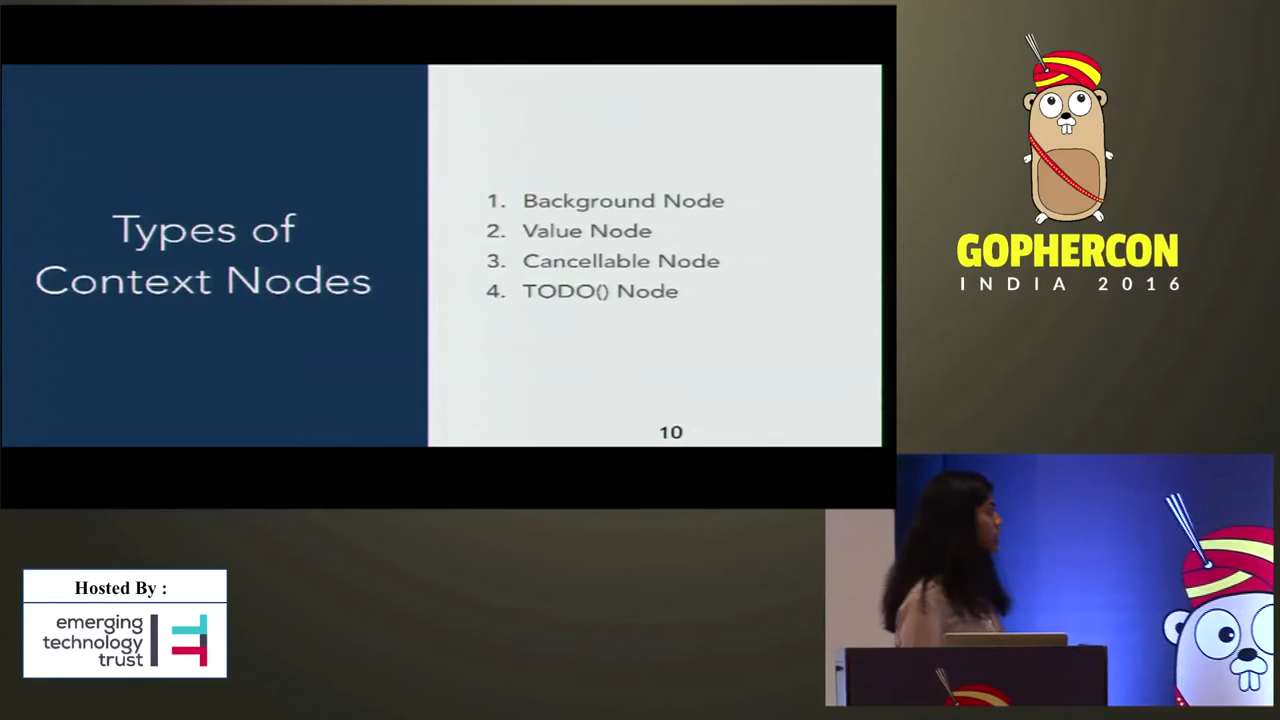 Types of
Context Nodes
1. Background Node
2. Value Node
3. Cancellable Node
4. TODO() Node
10
GOPHERCON
INDIA 2016
Hosted By :
emerging
technology
trust